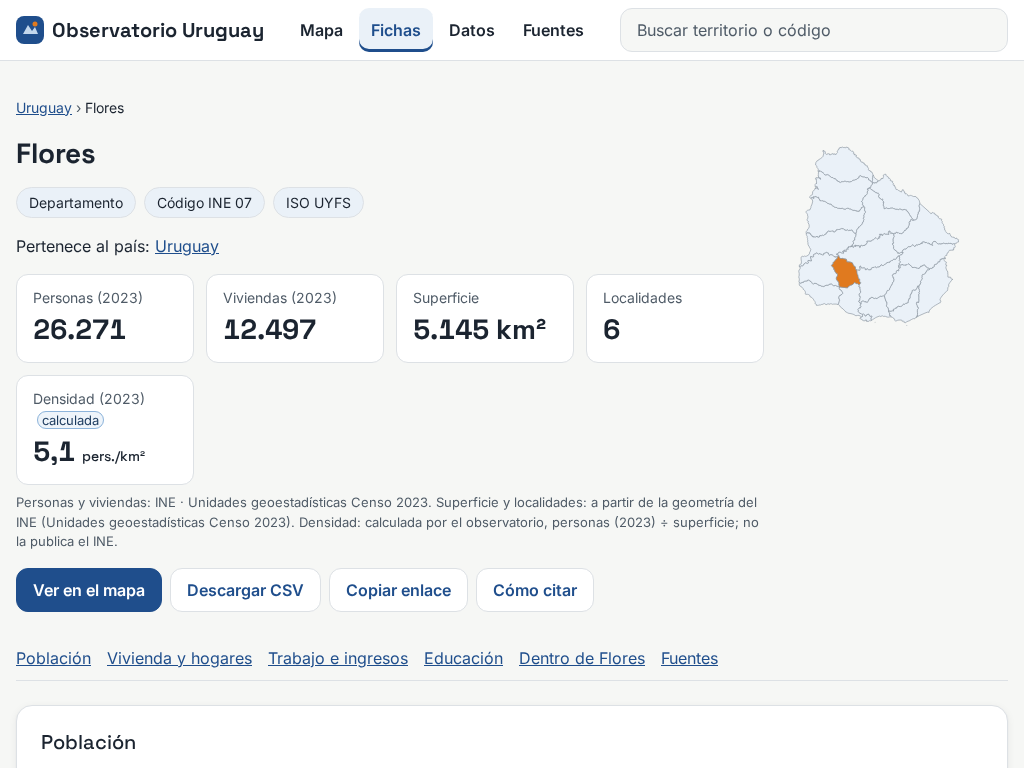 Observatorio Uruguay
Mapa
Fichas
Datos
Fuentes
Buscar territorio o código
Uruguay › Flores
Flores
Departamento
Código INE 07
ISO UYFS
Pertenece al país: Uruguay
Personas (2023)
26.271
Viviendas (2023)
12.497
Superficie
5.145 km²
Localidades
6
Densidad (2023)
calculada
5,1 pers./km²
Personas y viviendas: INE · Unidades geoestadísticas Censo 2023. Superficie y localidades: a partir de la geometría del
INE (Unidades geoestadísticas Censo 2023). Densidad: calculada por el observatorio, personas (2023) ÷ superficie; no
la publica el INE.
Ver en el mapa
Descargar CSV
Copiar enlace
Cómo citar
Población
Vivienda y hogares
Trabajo e ingresos
Educación
Dentro de Flores
Fuentes
Población